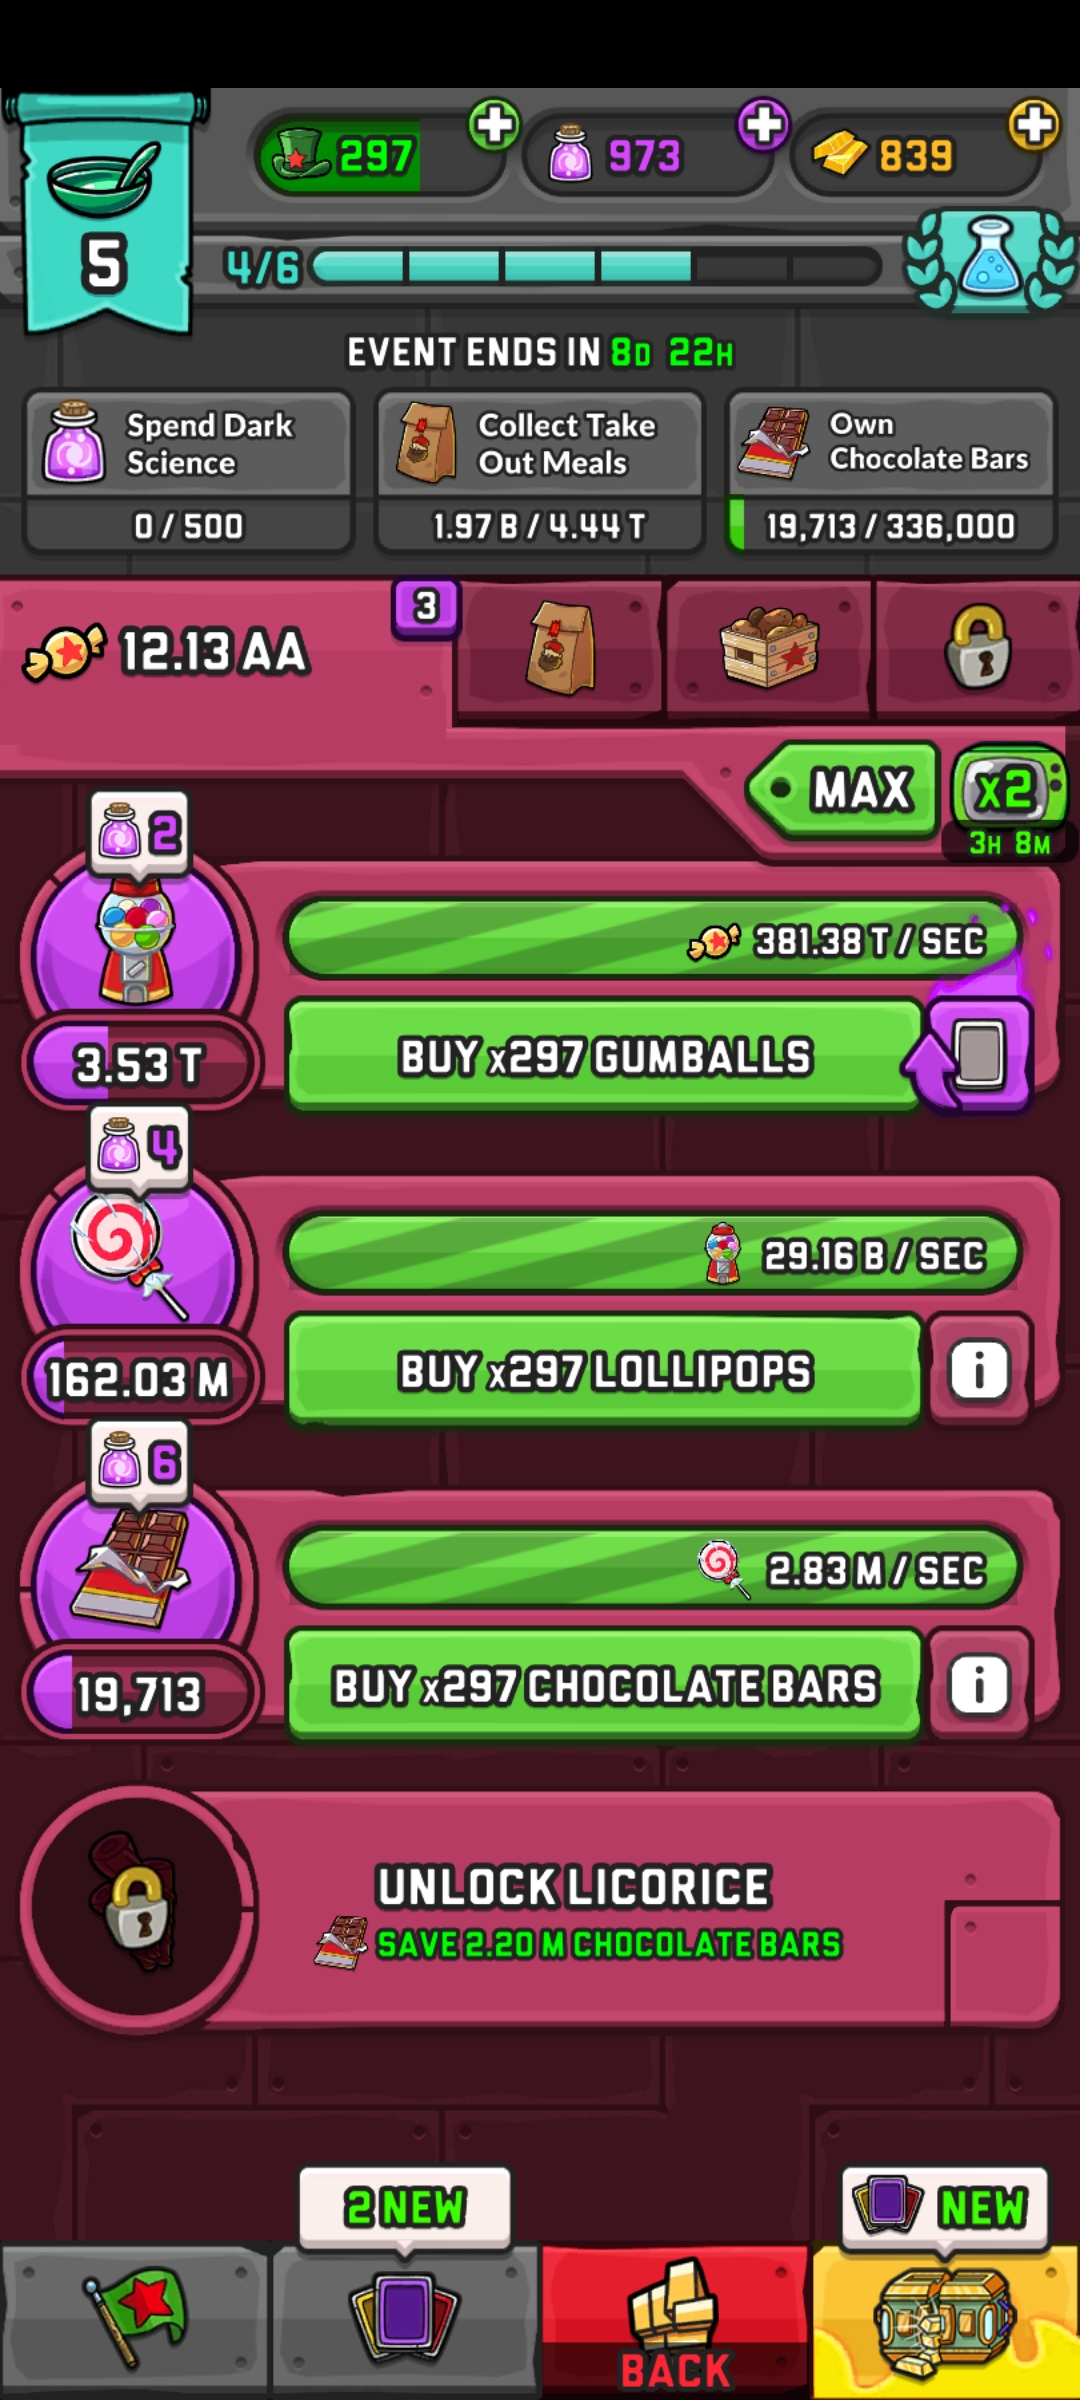 297
973
839
5
4/6
EVENT ENDS IN 8D 22H
Spend Dark
Science
0 / 500
Collect Take
Out Meals
1.97 B / 4.44 T
Own
Chocolate Bars
19,713 / 336,000
12.13 AA
3
MAX
x2
3H 8M
2
381.38 T / SEC
3.53 T
BUY x297 GUMBALLS
4
29.16 B / SEC
162.03 M
BUY x297 LOLLIPOPS
i
6
2.83 M / SEC
19,713
BUY x297 CHOCOLATE BARS
i
UNLOCK LICORICE
SAVE 2.20 M CHOCOLATE BARS
2 NEW
NEW
BACK